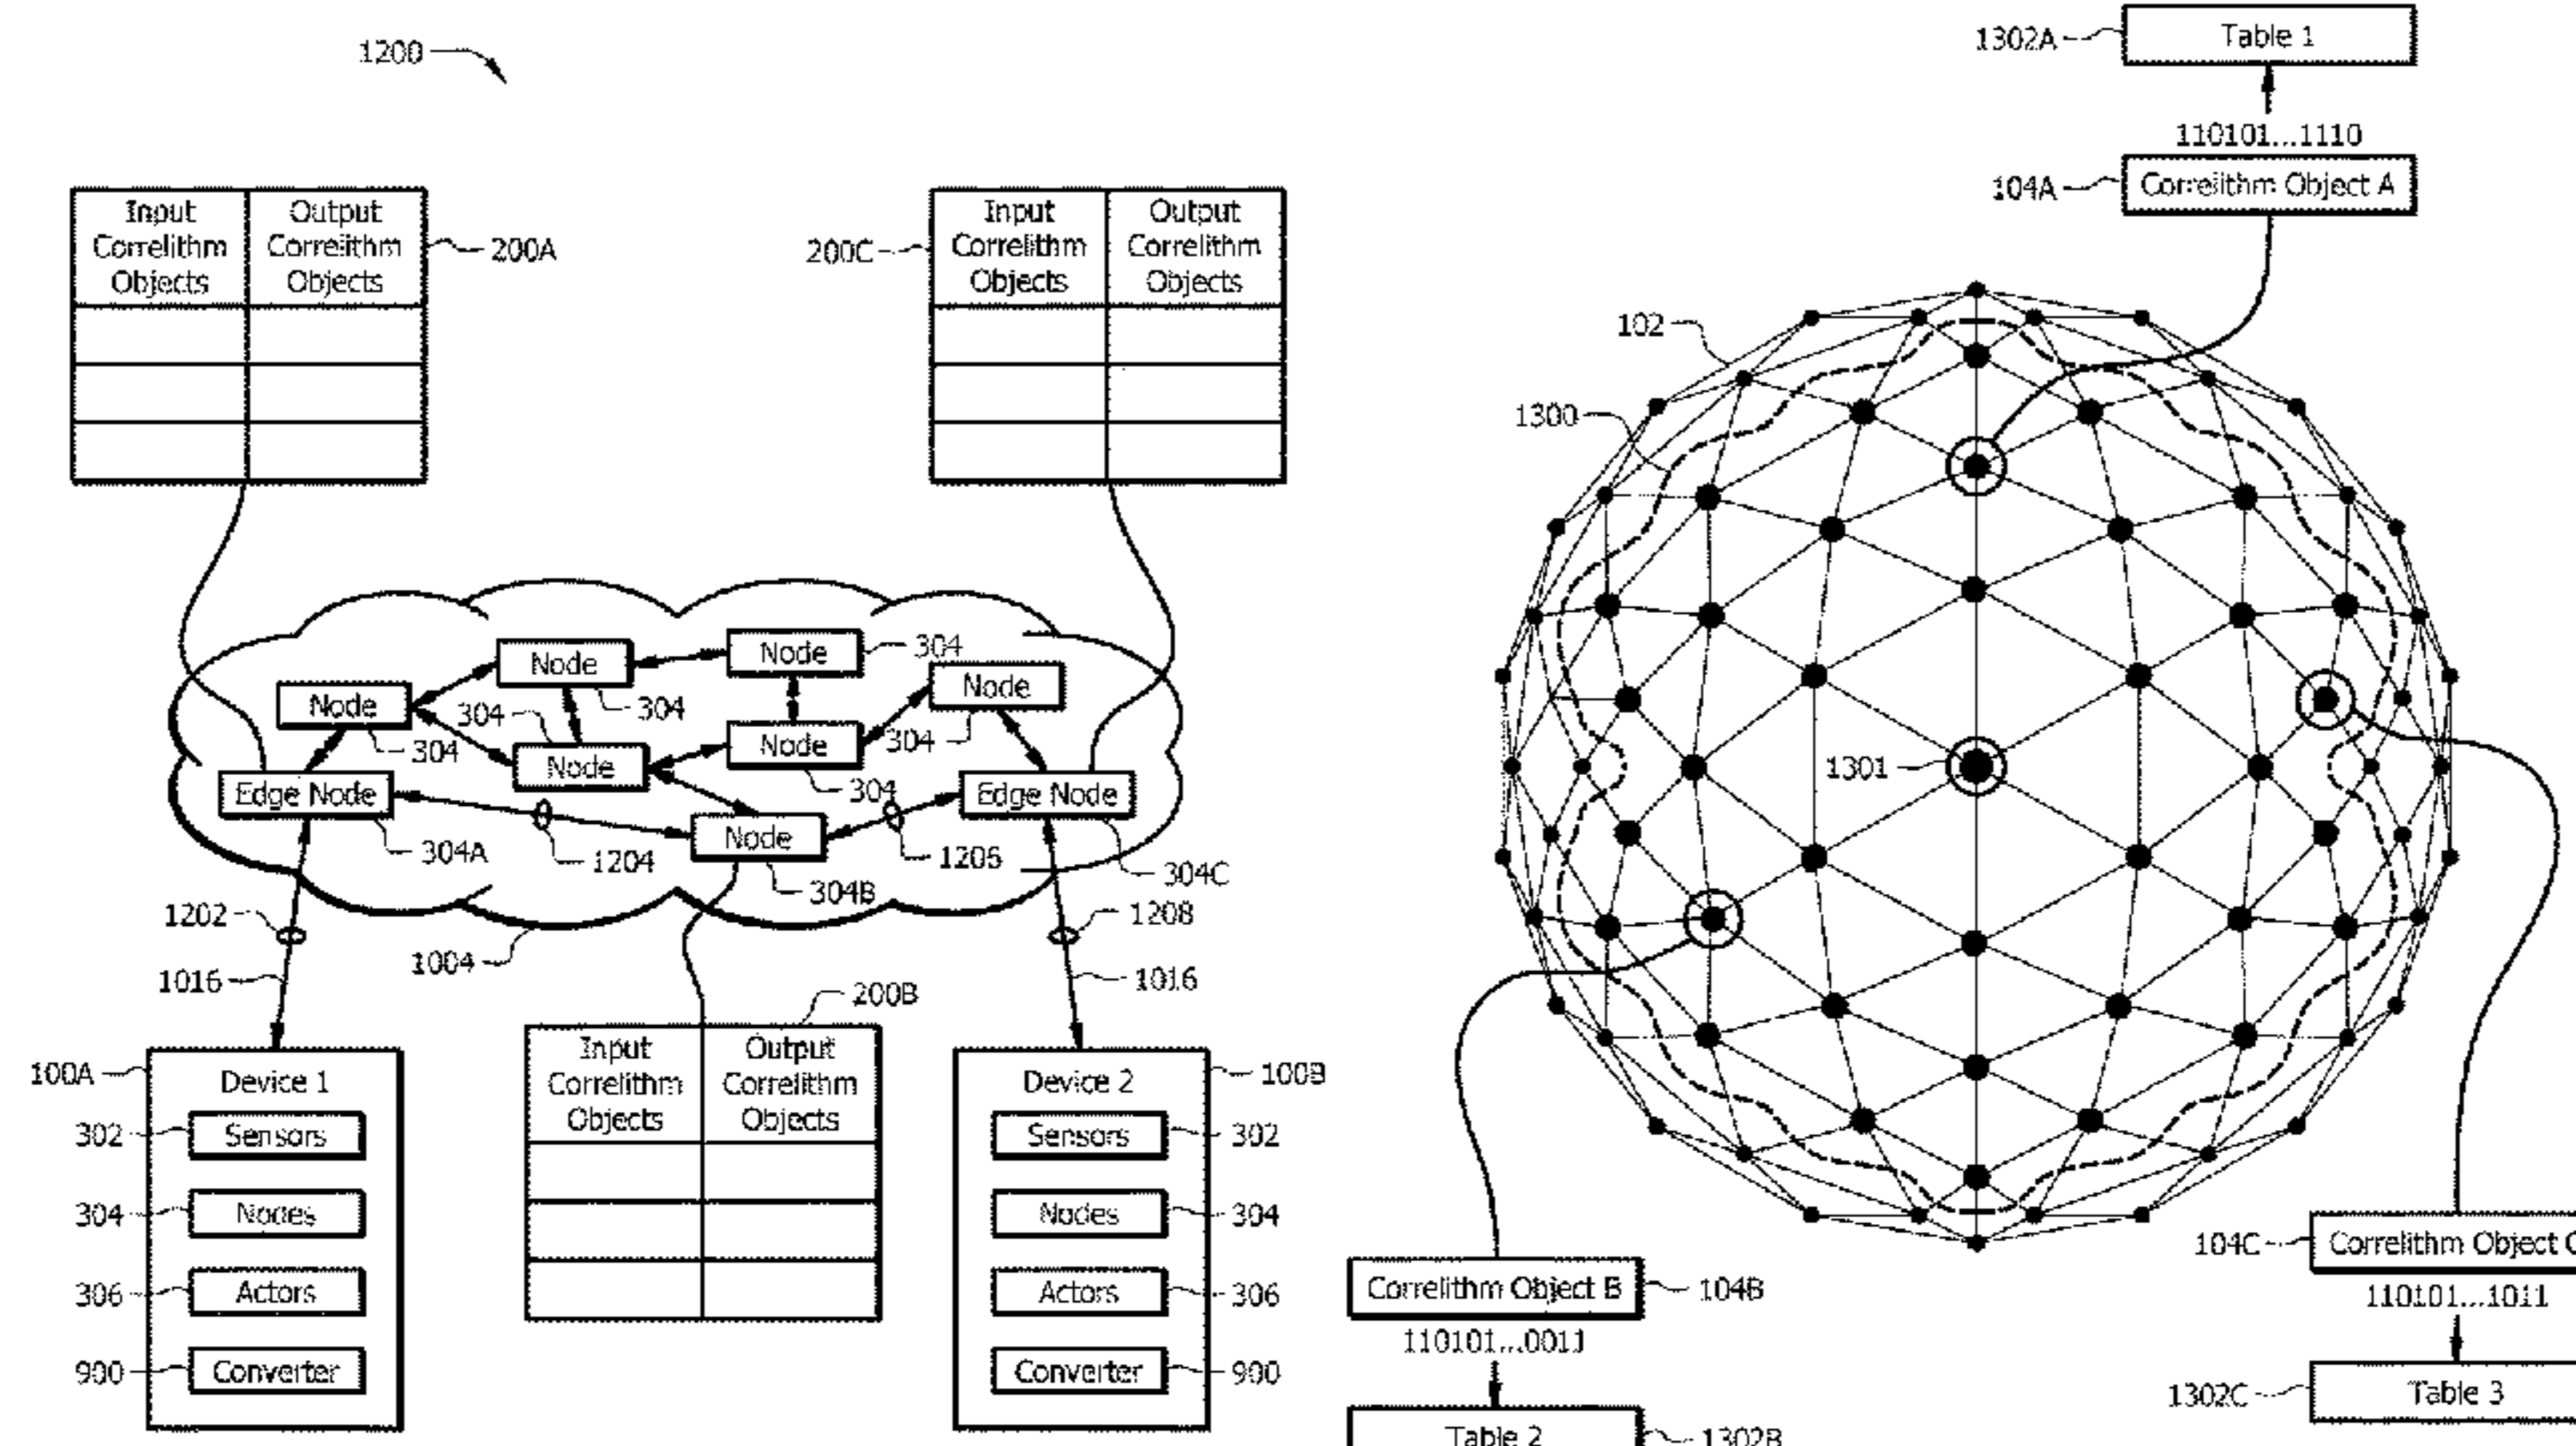 1200
Input
Correlithm
Objects
Output
Correlithm
Objects
200A
200C
Input
Correlithm
Objects
Output
Correlithm
Objects
Node
304
Node
304
Node
304
Node
304
304
Node
Node
304
Edge Node
304A
1204
Node
304B
1206
Edge Node
304C
1202
1016
1004
1208
1016
200B
Input
Correlithm
Objects
Output
Correlithm
Objects
100A
Device 1
302
Sensors
304
Nodes
306
Actors
900
Converter
100B
Device 2
Sensors
302
Nodes
304
Actors
306
Converter
900
1302A
Table 1
110101...1110
104A
Correlithm Object A
102
1300
1301
Correlithm Object B
104B
110101...0011
Table 2
1302B
104C
Correlithm Object
110101...1011
1302C
Table 3